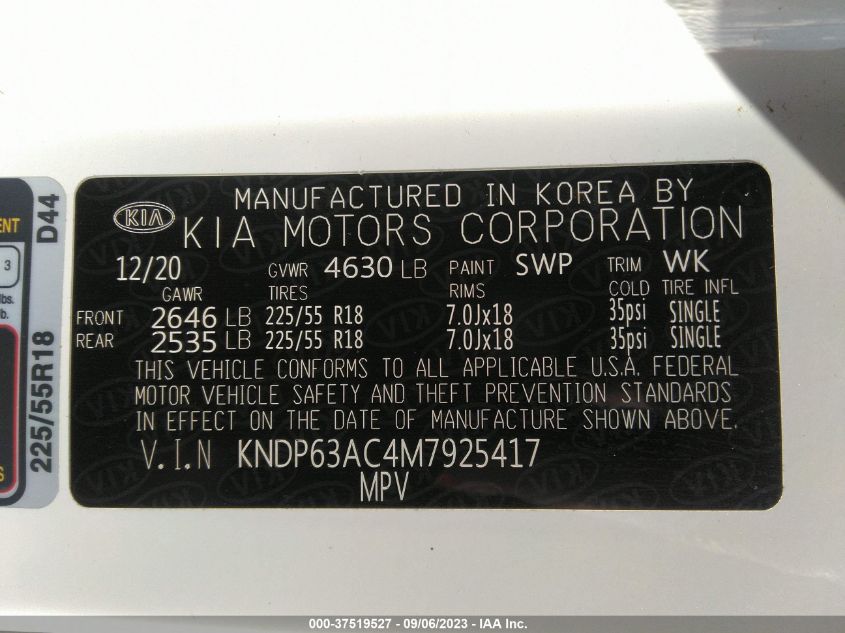 MANUFACTURED IN KOREA BY
KIA KIA MOTORS CORPORATION
12/20 GVWR 4630 LB PAINT SWP TRIM WK
GAWR TIRES RIMS COLD TIRE INFL
FRONT 2646 LB 225/55 R18 7.0Jx18 35psi SINGLE
REAR 2535 LB 225/55 R18 7.0Jx18 35psi SINGLE
THIS VEHICLE CONFORMS TO ALL APPLICABLE U.S.A. FEDERAL
MOTOR VEHICLE SAFETY AND THEFT PREVENTION STANDARDS
IN EFFECT ON THE DATE OF MANUFACTURE SHOWN ABOVE.
V.I.N KNDP63AC4M7925417
MPV
225/55R18 D44
3
lbs.
lb.
000-37519527 - 09/06/2023 - IAA Inc.